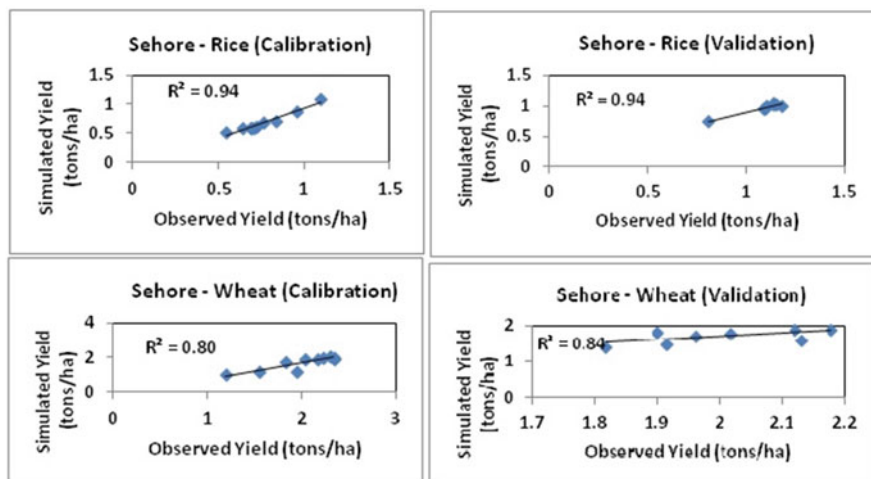 Sehore - Rice (Calibration)
Simulated Yield
(tons/ha)
1.5
1
0.5
0
R² = 0.94
0
0.5
1
1.5
Observed Yield (tons/ha)
Sehore - Rice (Validation)
Simulated Yield
(tons/ha)
1.5
1
0.5
0
R² = 0.94
0
0.5
1
1.5
Observed Yield (tons/ha)
Sehore - Wheat (Calibration)
Simulated Yield
(tons/ha)
4
2
0
R² = 0.80
0
1
2
3
Observed Yield (tons/ha)
Sehore - Wheat (Validation)
Simulated Yield
[tons/ha)
2
1
0
R² = 0.84
1.7
1.8
1.9
2
2.1
2.2
Observed Yield (tons/ha)